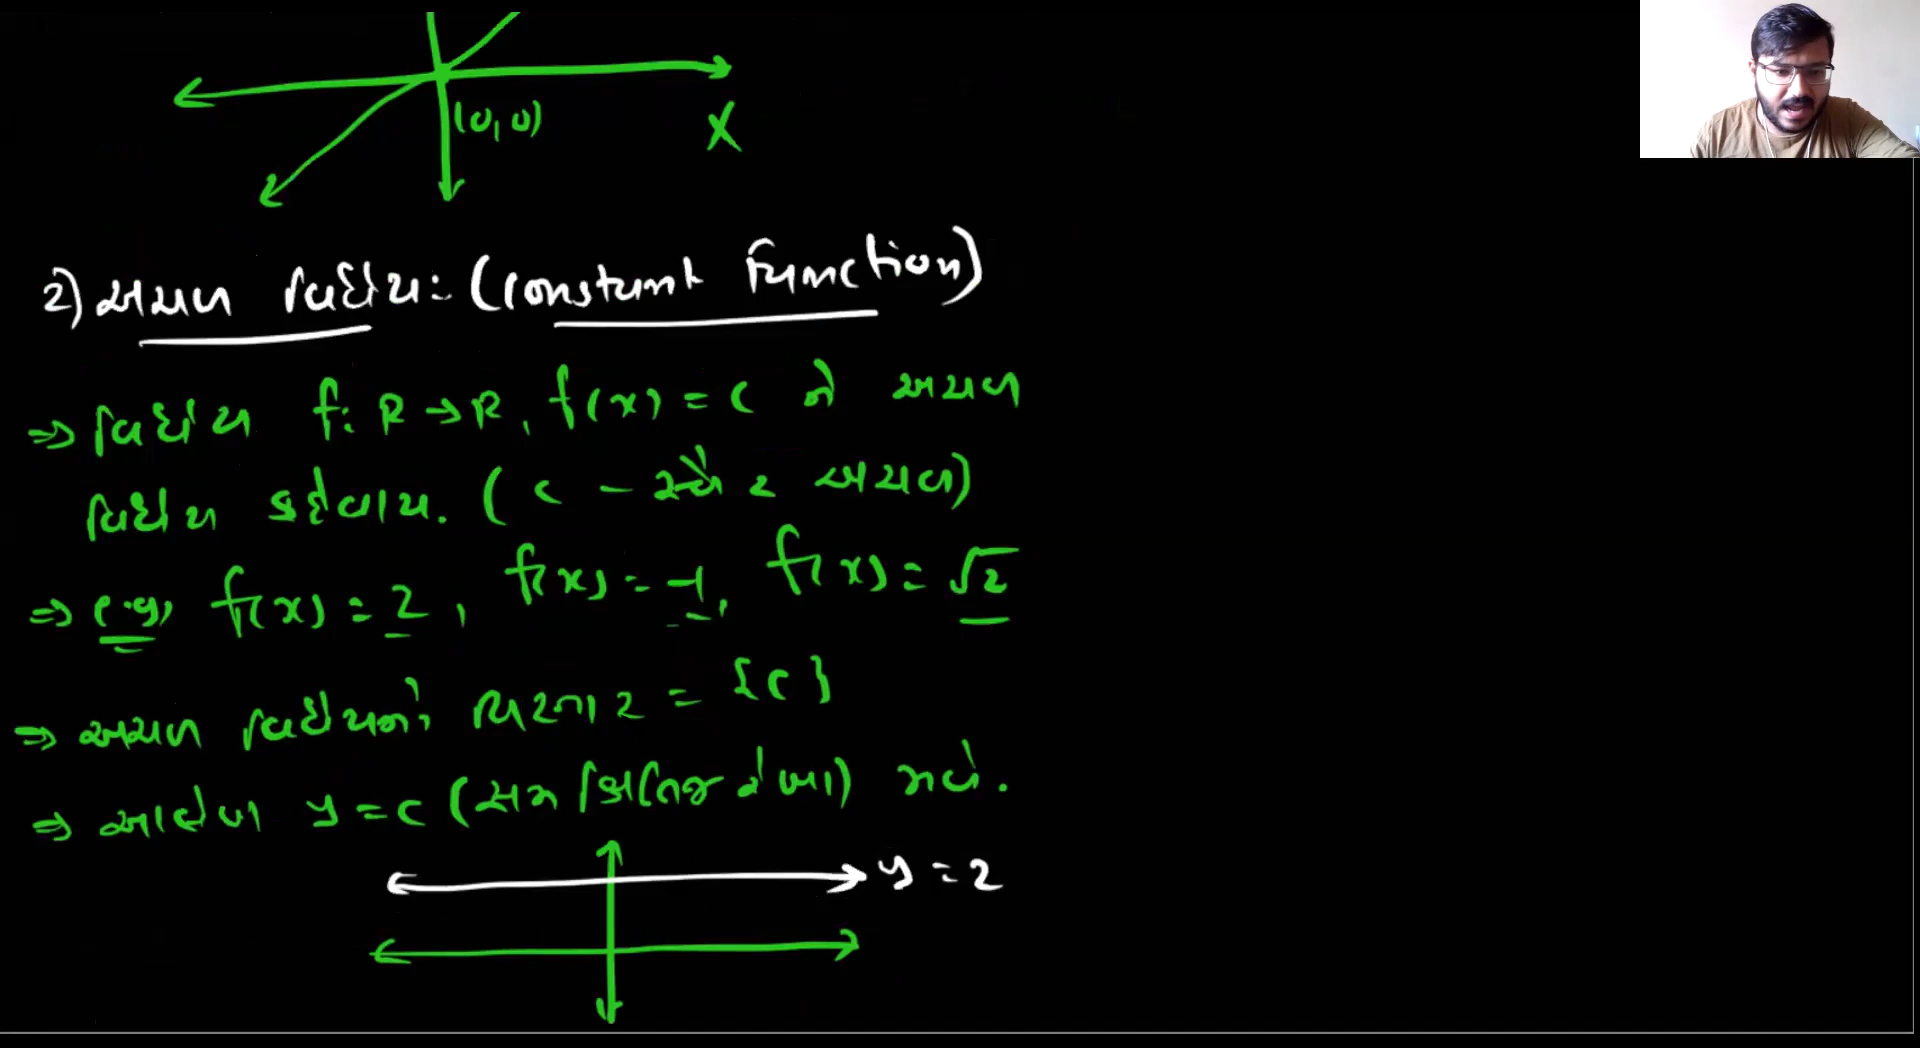 (0, 0)
X
2) અચળ વિધેય : (Constant Function)
⇒ વિધેય f: R → R, f(x) = c ને અચળ
વિધેય કહેવાય. (c - સ્વૈર અચળ)
⇒ e.g, f(x) = 2, f(x) = -1, f(x) = √2
⇒ અચળ વિધેયનો વિસ્તાર = {c}
⇒ આલેખ y = c (સમક્ષિતિજ રેખા) મળે.
y = 2